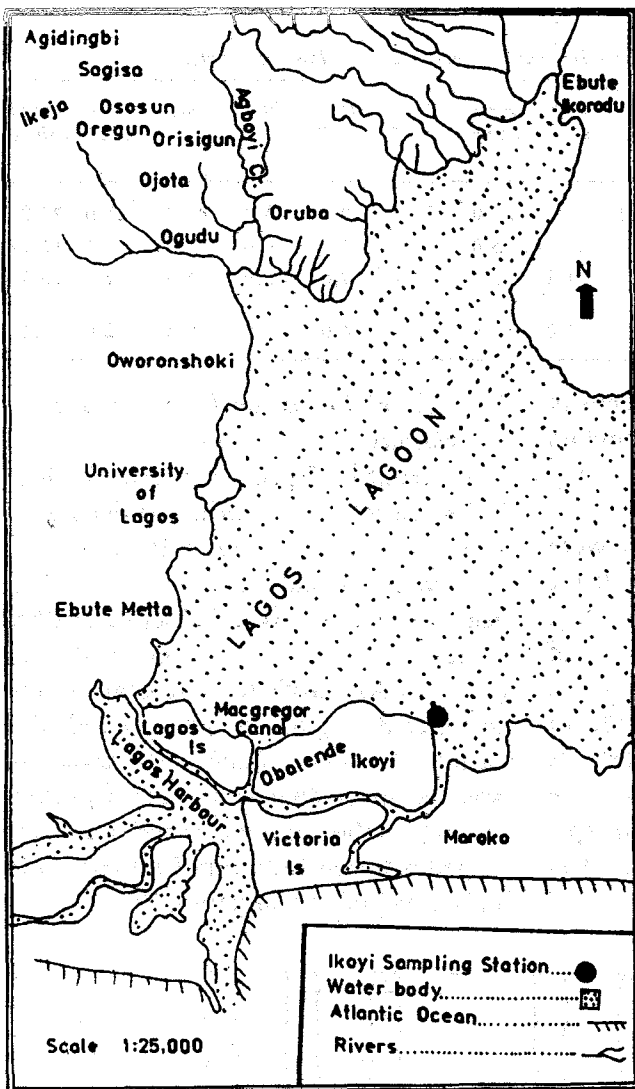 Agidingbi
Sagisa
Ikeja
Ososun
Oregun
Orisigun
Agboyi Cr.
Ebute
Ikorodu
Ojota
Oruba
Ogudu
N
Oworonshoki
University
of
Lagos
LAGOS LAGOON
Ebute Metta
Macgregor
Canal
Lagos
Is
Obalende
Ikoyi
Lagos Harbour
Victoria
Is
Moroko
Ikoyi Sampling Station....
Water body....................
Atlantic Ocean...............
Rivers.........................
Scale 1:25,000